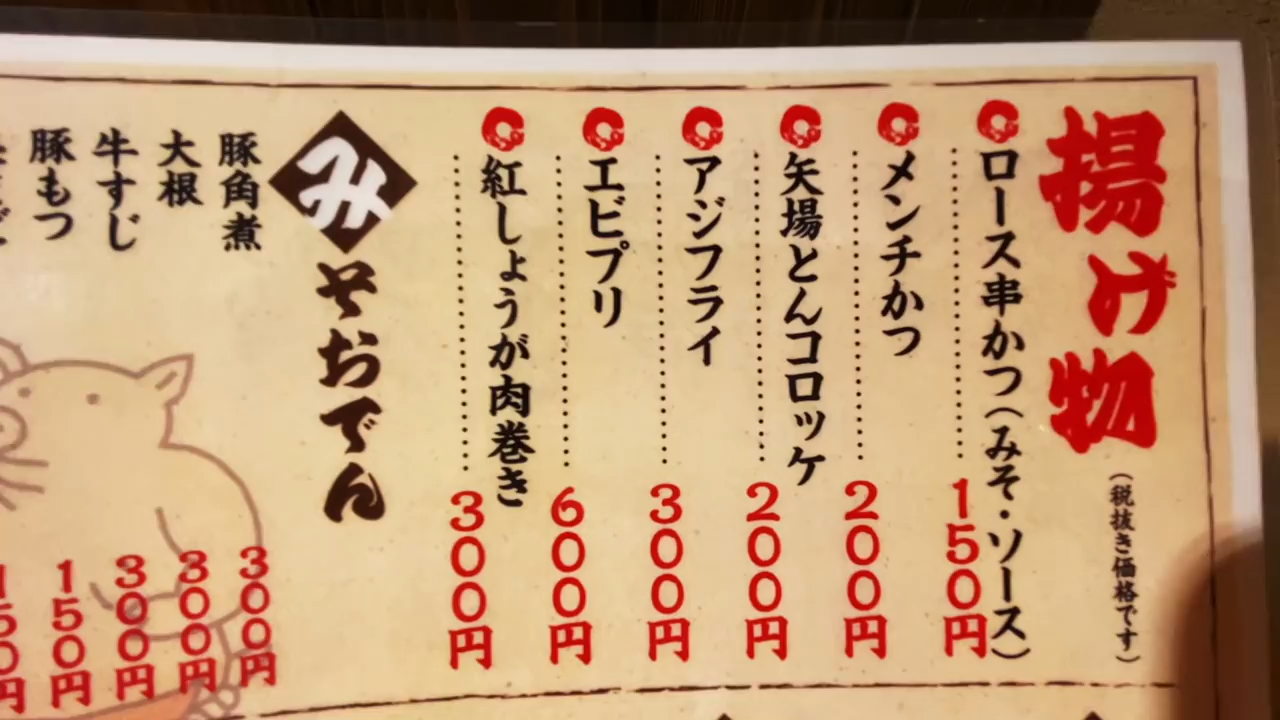 揚げ物
（税抜き価格です）
ロース串かつ（みそ・ソース）
150円
メンチかつ
200円
矢場とんコロッケ
200円
アジフライ
300円
エビプリ
600円
紅しょうが肉巻き
300円
みそおでん
豚角煮
300円
大根
300円
牛すじ
300円
豚もつ
150円
150円